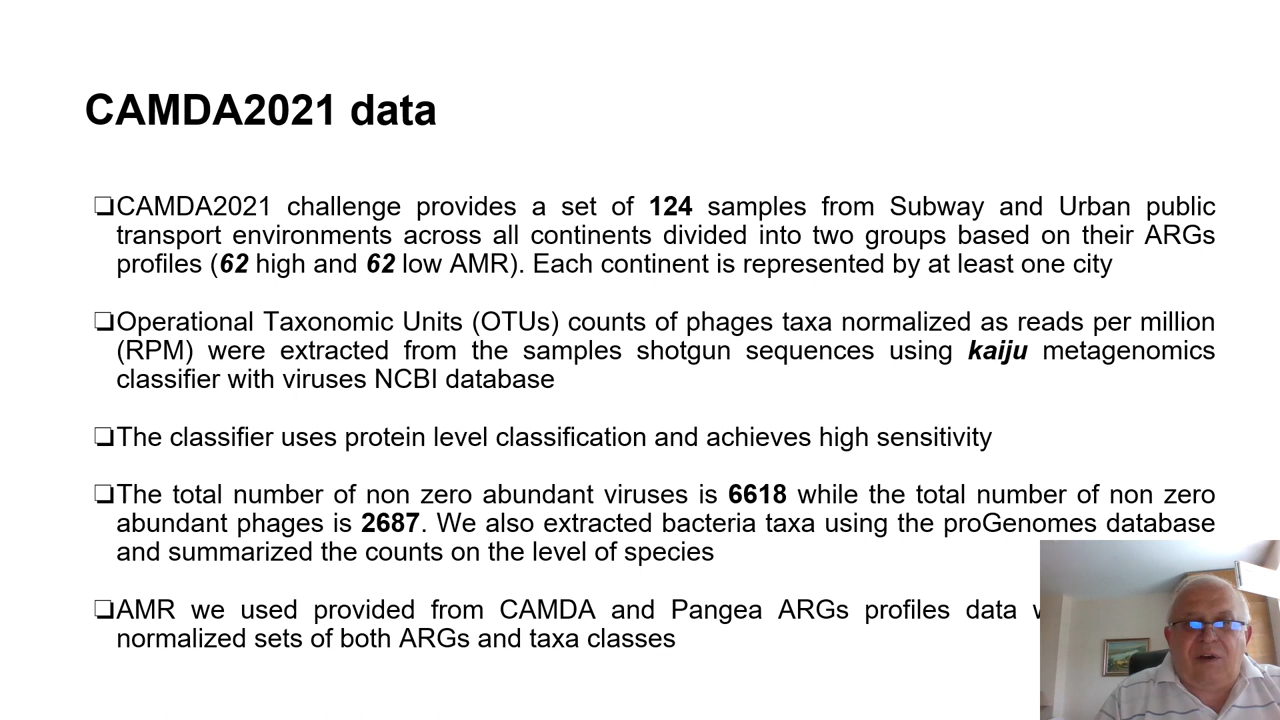 CAMDA2021 data
❑CAMDA2021 challenge provides a set of 124 samples from Subway and Urban public
transport environments across all continents divided into two groups based on their ARGs
profiles (62 high and 62 low AMR). Each continent is represented by at least one city
❑Operational Taxonomic Units (OTUs) counts of phages taxa normalized as reads per million
(RPM) were extracted from the samples shotgun sequences using kaiju metagenomics
classifier with viruses NCBI database
❑The classifier uses protein level classification and achieves high sensitivity
❑The total number of non zero abundant viruses is 6618 while the total number of non zero
abundant phages is 2687. We also extracted bacteria taxa using the proGenomes database
and summarized the counts on the level of species
❑AMR we used provided from CAMDA and Pangea ARGs profiles data
normalized sets of both ARGs and taxa classes